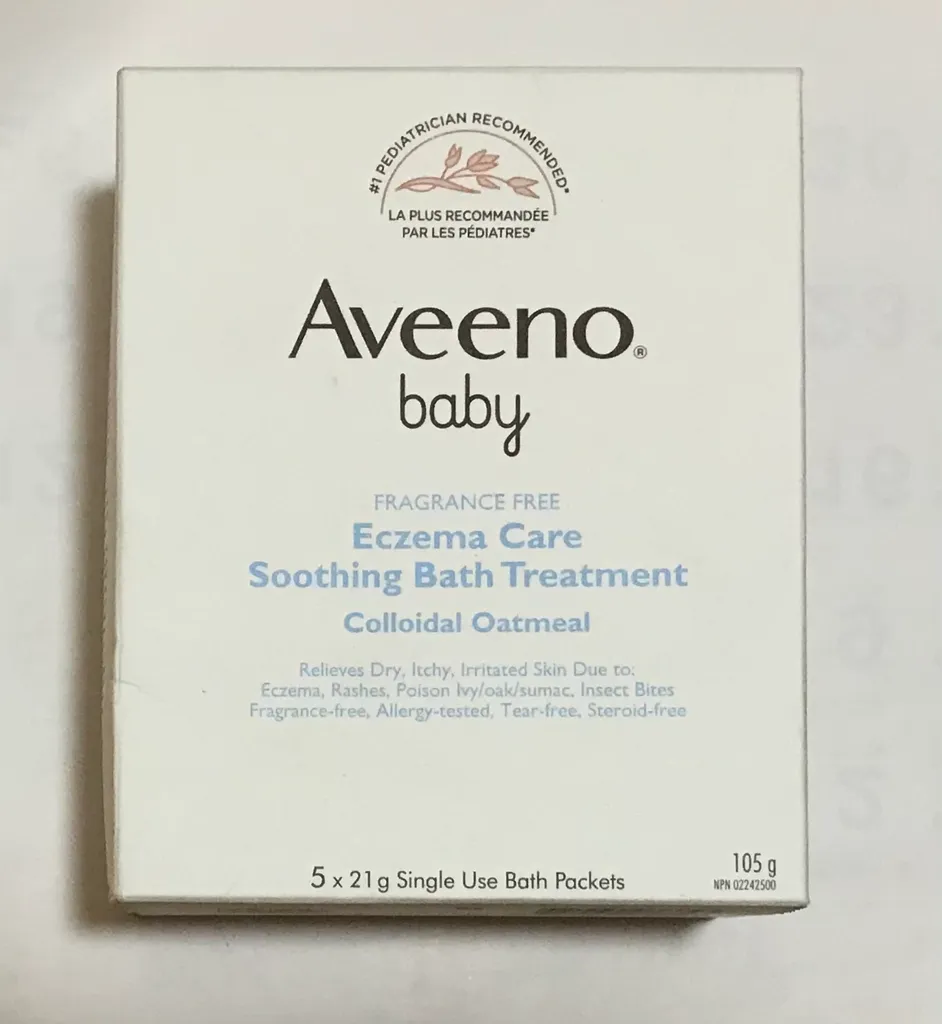 #1 PEDIATRICIAN RECOMMENDED*
LA PLUS RECOMMANDÉE
PAR LES PÉDIATRES*
Aveeno®
baby
FRAGRANCE FREE
Eczema Care
Soothing Bath Treatment
Colloidal Oatmeal
Relieves Dry, Itchy, Irritated Skin Due to:
Eczema, Rashes, Poison Ivy/oak/sumac, Insect Bites
Fragrance-free, Allergy-tested, Tear-free, Steroid-free
5 x 21 g Single Use Bath Packets
105 g
NPN 02242500